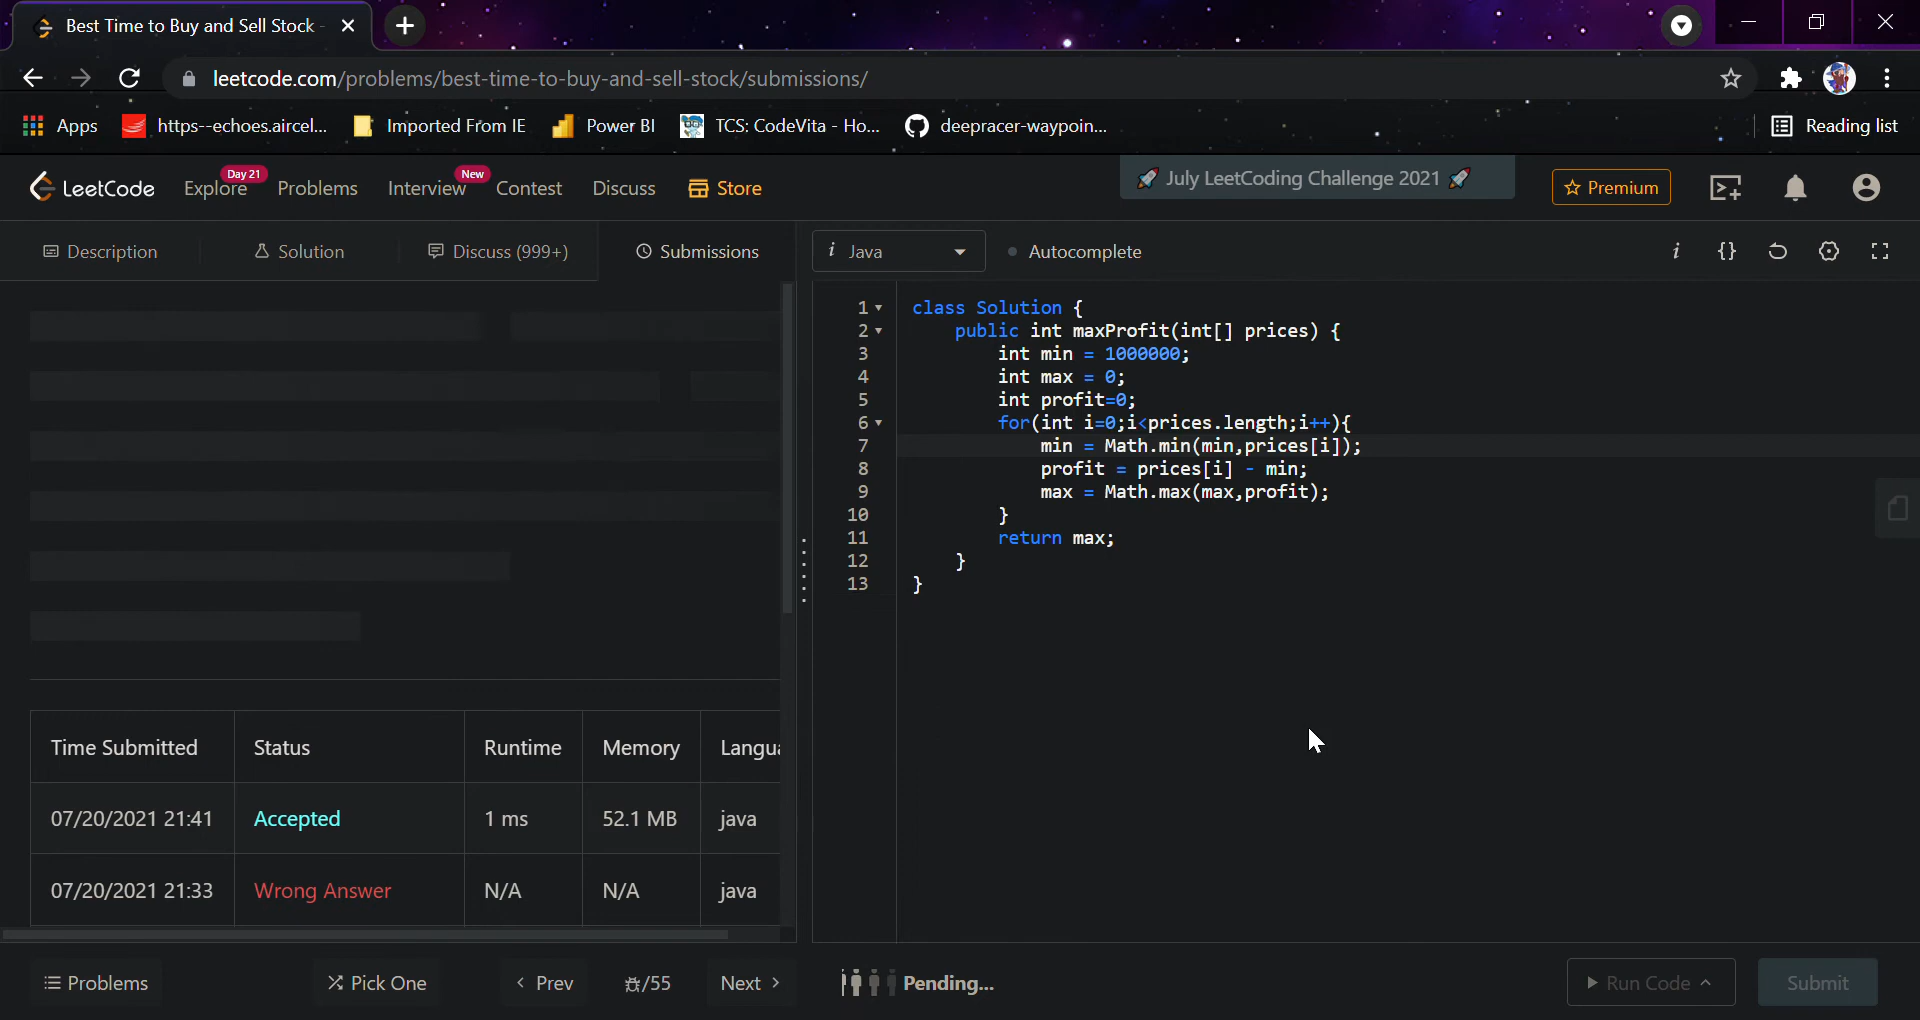 Best Time to Buy and Sell Stock -
leetcode.com/problems/best-time-to-buy-and-sell-stock/submissions/
Apps https--echoes.aircel... Imported From IE Power BI TCS: CodeVita - Ho... deepracer-waypoin... Reading list
LeetCode Explore Day 21 Problems Interview New Contest Discuss Store 🚀 July LeetCoding Challenge 2021 🚀 Premium
Description Solution Discuss (999+) Submissions i Java Autocomplete i {}
1 class Solution {
2 public int maxProfit(int[] prices) {
3 int min = 1000000;
4 int max = 0;
5 int profit=0;
6 for(int i=0;i<prices.length;i++){
7 min = Math.min(min,prices[i]);
8 profit = prices[i] - min;
9 max = Math.max(max,profit);
10 }
11 return max;
12 }
13 }
Time Submitted Status Runtime Memory Langua
07/20/2021 21:41 Accepted 1 ms 52.1 MB java
07/20/2021 21:33 Wrong Answer N/A N/A java
Problems Pick One Prev /55 Next Pending... Run Code Submit